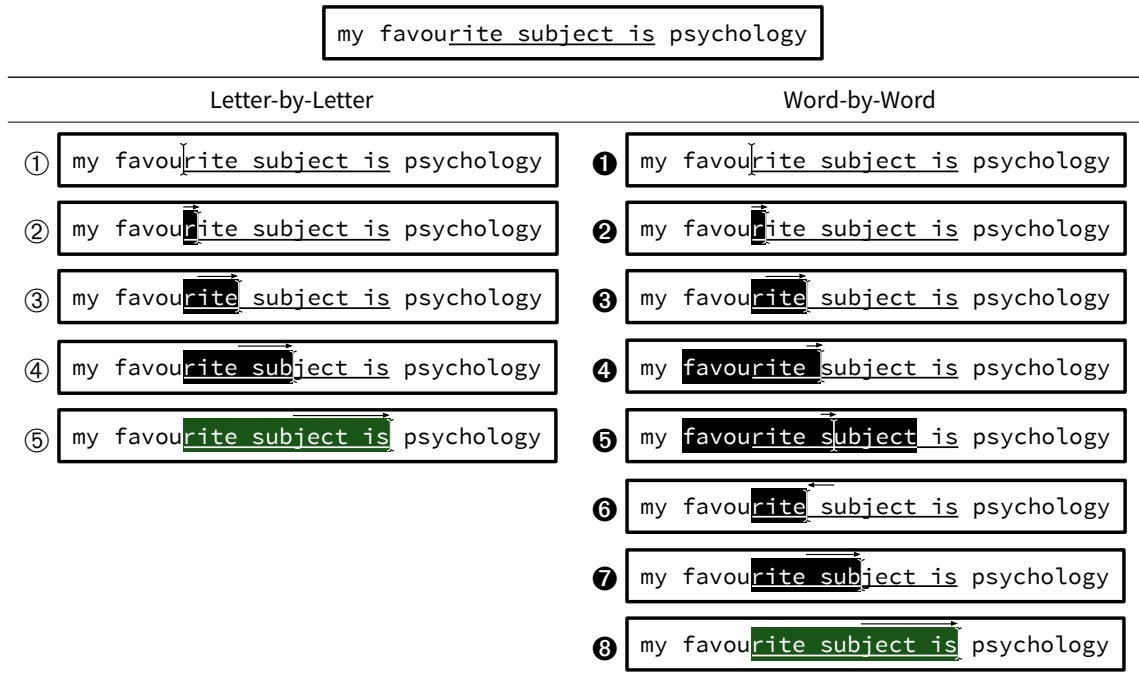 my favourite subject is psychology
Letter-by-Letter Word-by-Word
① my favourite subject is psychology ❶ my favourite subject is psychology
② my favourite subject is psychology ❷ my favourite subject is psychology
③ my favourite subject is psychology ❸ my favourite subject is psychology
④ my favourite subject is psychology ❹ my favourite subject is psychology
⑤ my favourite subject is psychology ❺ my favourite subject is psychology
❻ my favourite subject is psychology
❼ my favourite subject is psychology
❽ my favourite subject is psychology